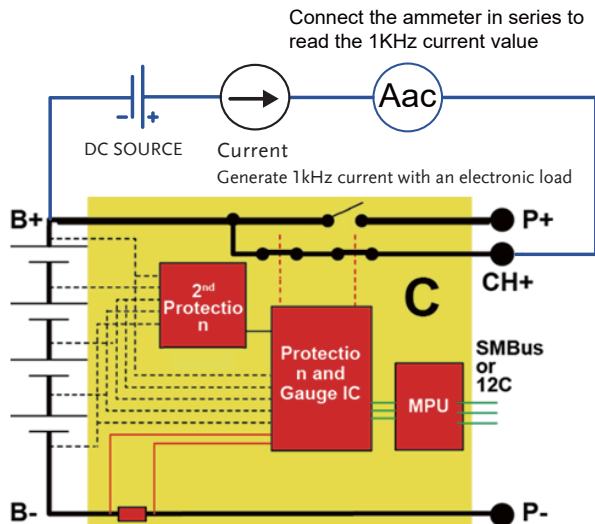 Connect the ammeter in series to
read the 1KHz current value
Aac
- +
DC SOURCE
Current
Generate 1kHz current with an electronic load
B+
P+
CH+
C
2nd
Protectio
n
Protectio
n and
Gauge IC
MPU
SMBus
or
12C
B-
P-